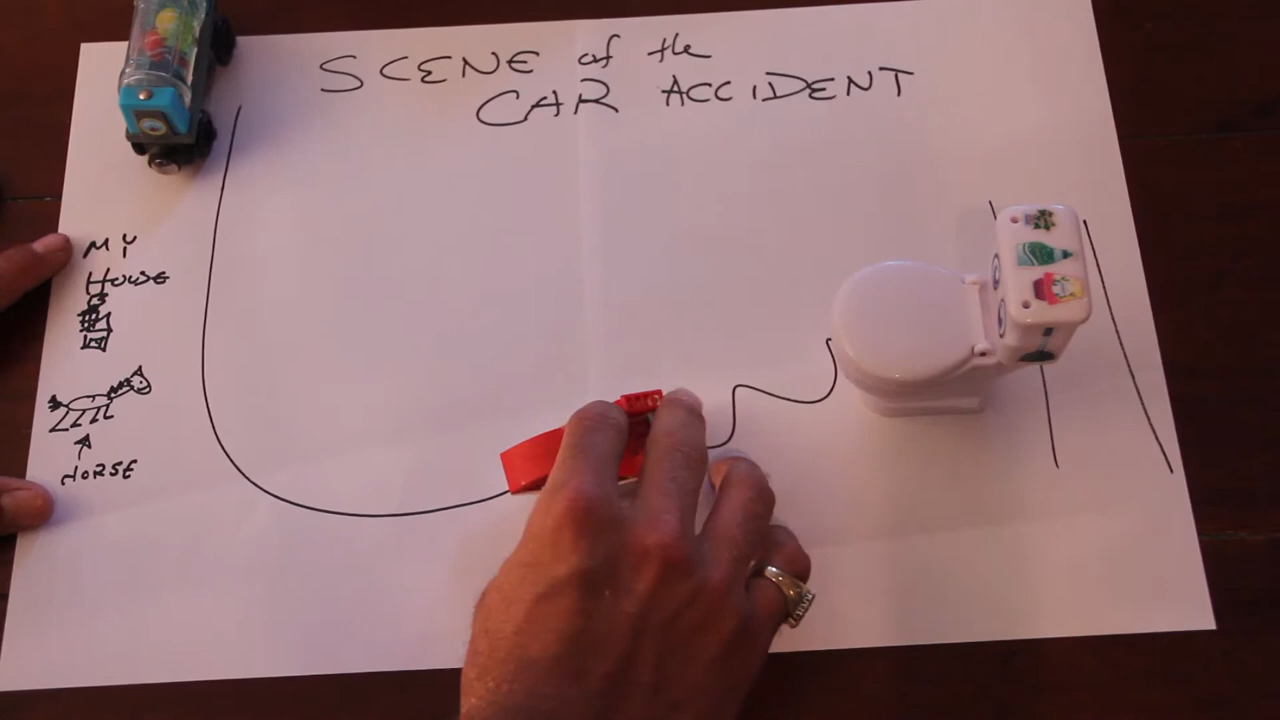 SCENE of the
CAR ACCIDENT
MY
HOUSE
HORSE